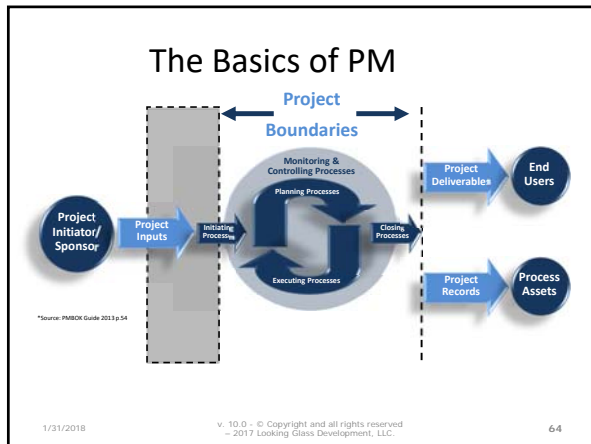 The Basics of PM
Project
Boundaries
Monitoring &
Controlling Processes
Planning Processes
Project
Initiator/
Sponsor
Project
Inputs
Initiating
Processes
Closing
Processes
Executing Processes
Project
Deliverables
End
Users
Project
Records
Process
Assets
*Source: PMBOK Guide 2013 p.54
1/31/2018
v. 10.0 - © Copyright and all rights reserved
– 2017 Looking Glass Development, LLC.
64